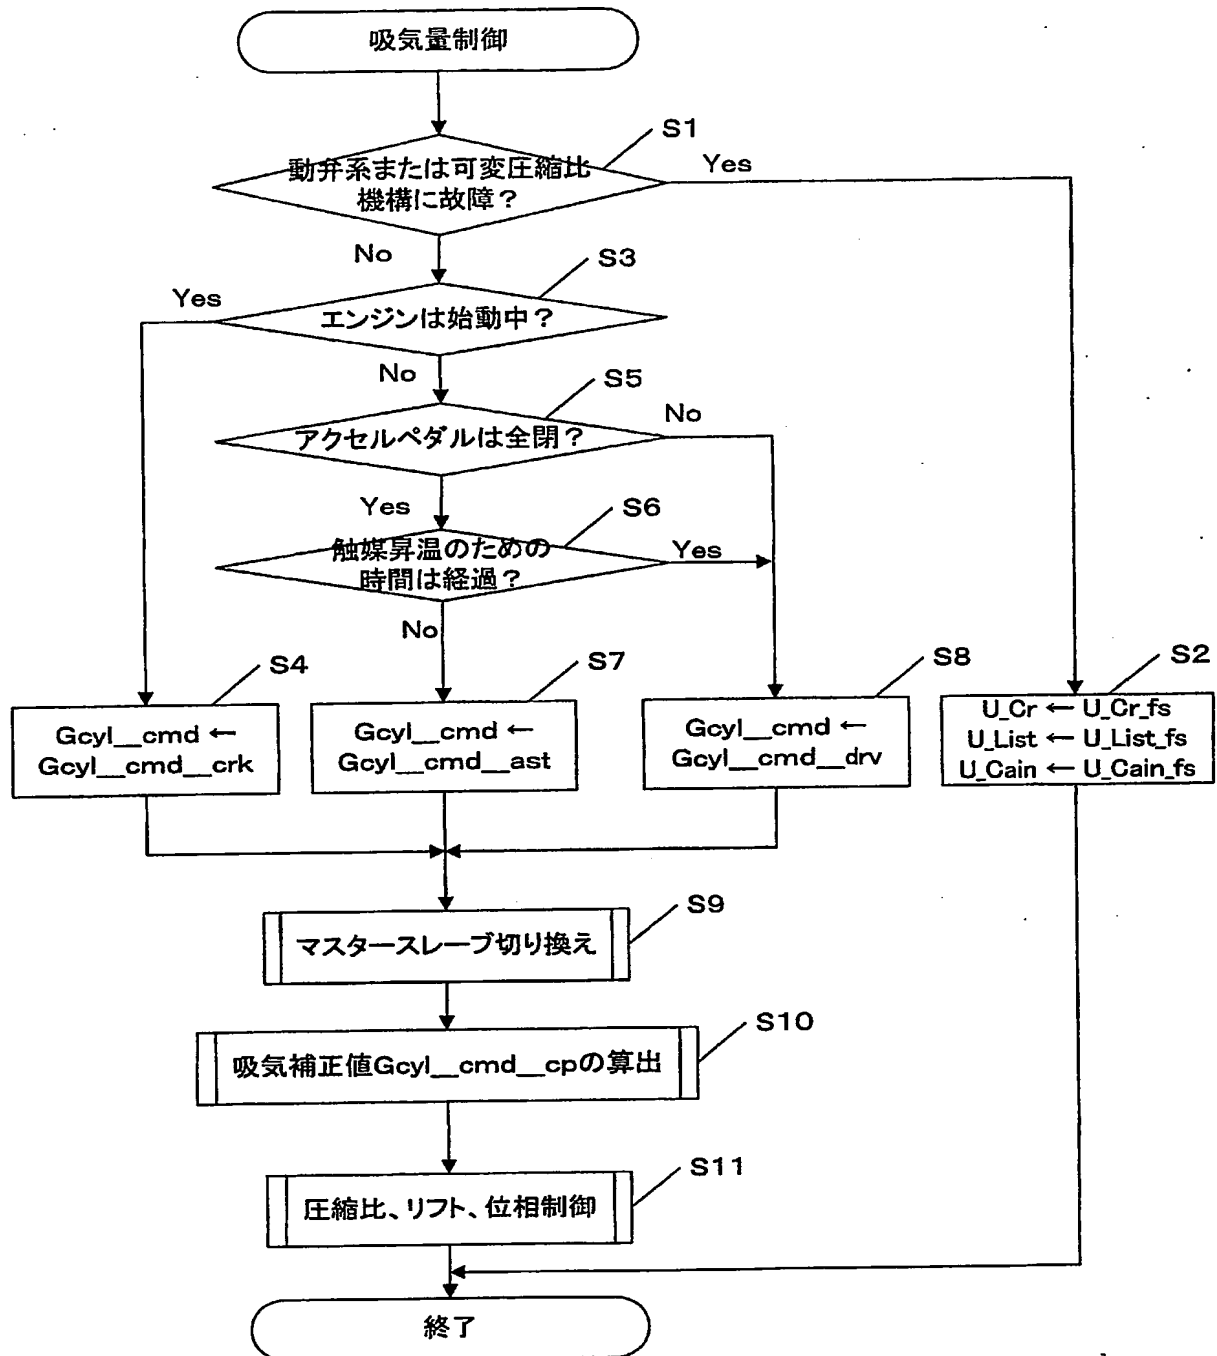 吸気量制御
S1
動弁系または可変圧縮比
機構に故障？
Yes
No
S3
Yes
エンジンは始動中？
No
S5
No
アクセルペダルは全閉？
Yes
S6
触媒昇温のための
時間は経過？
Yes
No
S4
Gcyl__cmd ←
Gcyl__cmd__crk
S7
Gcyl__cmd ←
Gcyl__cmd__ast
S8
Gcyl__cmd ←
Gcyl__cmd__drv
S2
U_Cr ← U_Cr_fs
U_List ← U_List_fs
U_Cain ← U_Cain_fs
S9
マスタースレーブ切り換え
S10
吸気補正値Gcyl__cmd__cpの算出
S11
圧縮比、リフト、位相制御
終了